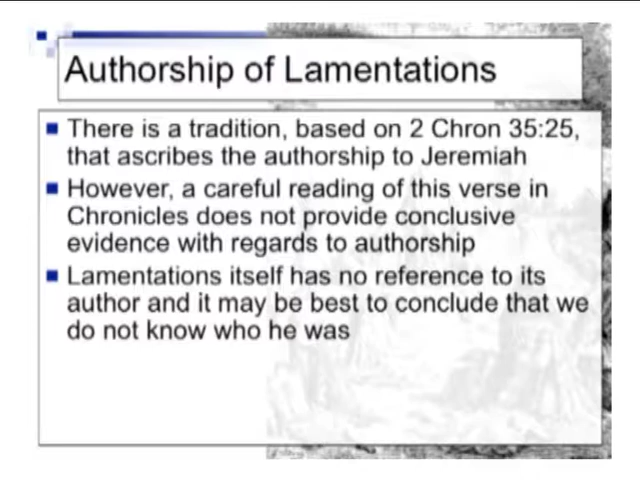 Authorship of Lamentations
There is a tradition, based on 2 Chron 35:25,
that ascribes the authorship to Jeremiah
However, a careful reading of this verse in
Chronicles does not provide conclusive
evidence with regards to authorship
Lamentations itself has no reference to its
author and it may be best to conclude that we
do not know who he was